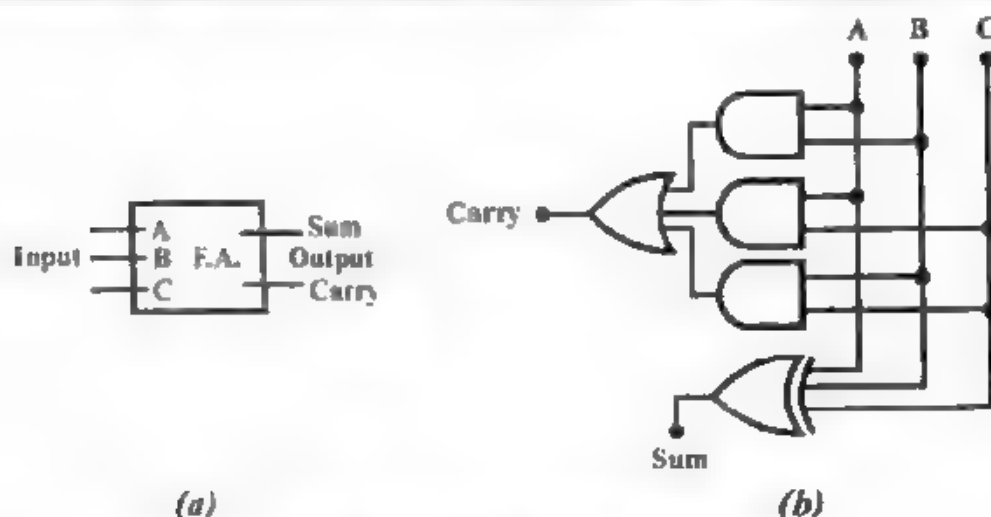 A B C
Carry
A Sum
Input B F.A. Output
C Carry
Sum
(a) (b)